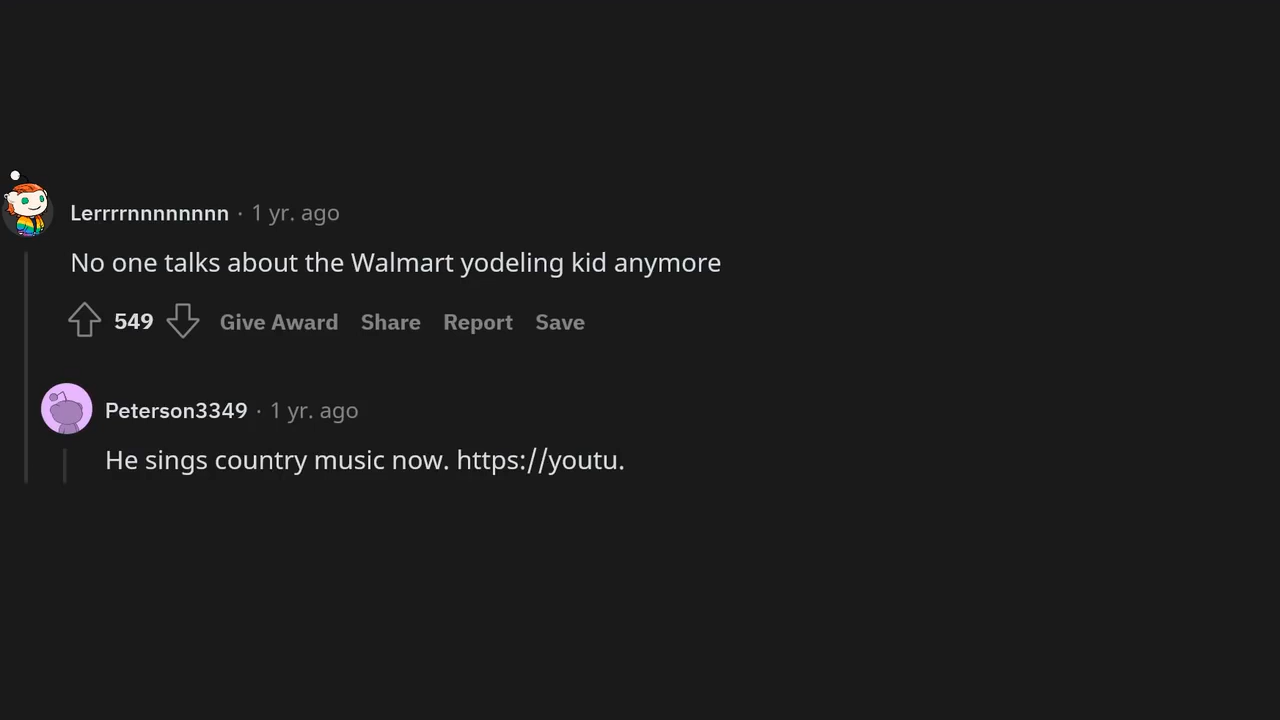 Lerrrrnnnnnnnn · 1 yr. ago
No one talks about the Walmart yodeling kid anymore
549 Give Award Share Report Save
Peterson3349 · 1 yr. ago
He sings country music now. https://youtu.